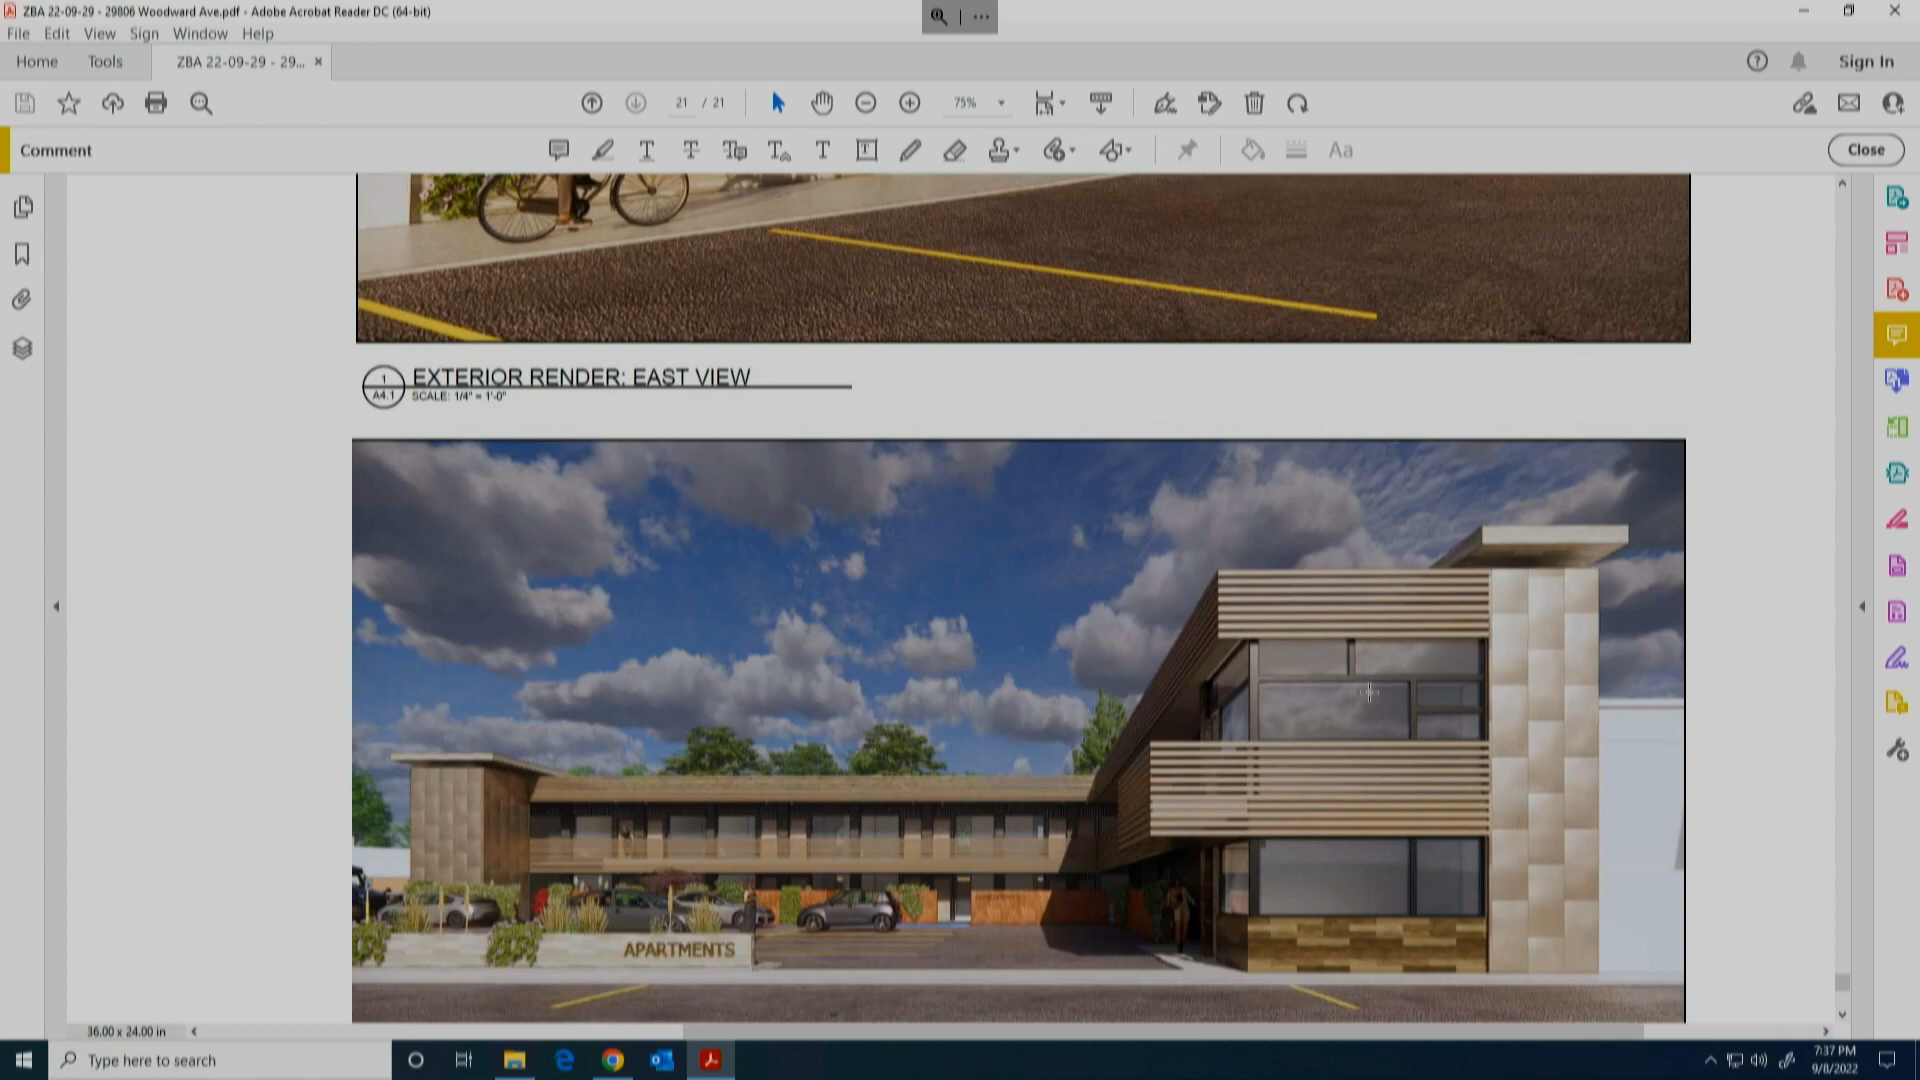 ZBA 22-09-29 - 29806 Woodward Ave.pdf - Adobe Acrobat Reader DC (64-bit)
File Edit View Sign Window Help
Home Tools ZBA 22-09-29 - 29... Sign In
21 / 21 75%
Comment Aa Close
1
A4.1
EXTERIOR RENDER: EAST VIEW
SCALE: 1/4" = 1'-0"
APARTMENTS
36.00 x 24.00 in
Type here to search
7:37 PM
9/8/2022